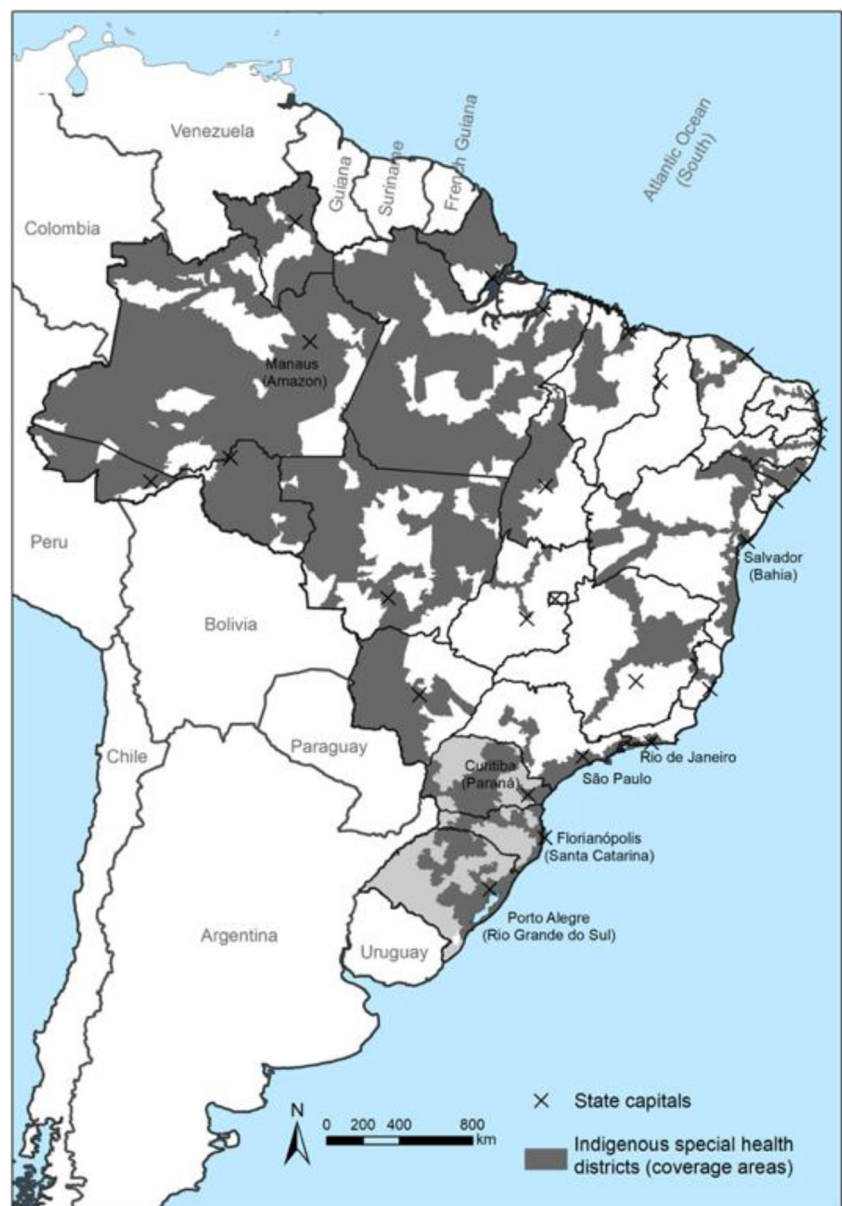 Venezuela
Guiana
Suriname
French Guiana
Atlantic Ocean
(South)
Colombia
Manaus
(Amazon)
Peru
Salvador
(Bahia)
Bolivia
Chile
Paraguay
Curitiba
(Paraná)
Rio de Janeiro
São Paulo
Florianópolis
(Santa Catarina)
Porto Alegre
(Rio Grande do Sul)
Argentina
Uruguay
N
0 200 400 800
km
State capitals
Indigenous special health
districts (coverage areas)